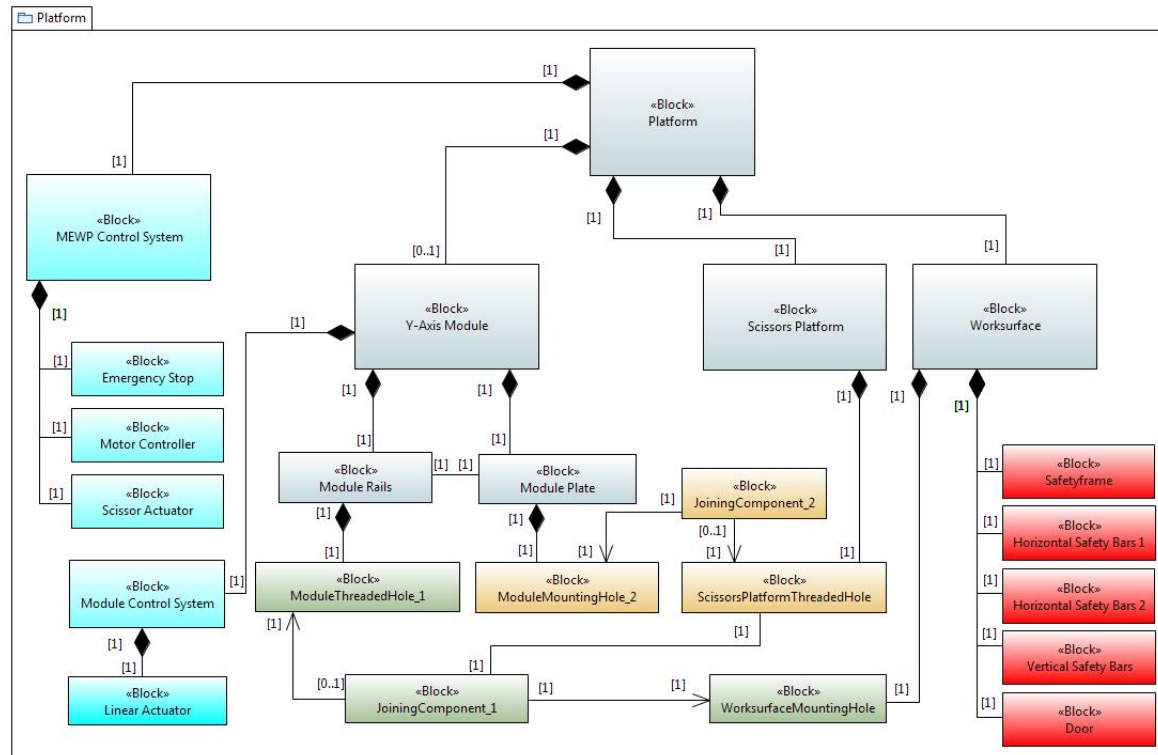 Platform
«Block»
Platform
[1]
[1]
[1]
[1]
[1]
«Block»
MEWP Control System
[0..1]
[1]
[1]
«Block»
Y-Axis Module
«Block»
Scissors Platform
«Block»
Worksurface
[1]
[1]
[1]
[1]
[1]
[1]
[1]
[1]
[1]
«Block»
Emergency Stop
[1]
«Block»
Motor Controller
[1]
«Block»
Scissor Actuator
[1]
[1]
«Block»
Module Rails
[1]
[1]
«Block»
Module Plate
«Block»
JoiningComponent_2
[1]
«Block»
Safetyframe
[1]
[1]
[1]
[0..1]
[1]
«Block»
Horizontal Safety Bars 1
[1]
[1]
[1]
[1]
«Block»
Module Control System
[1]
«Block»
ModuleThreadedHole_1
«Block»
ModuleMountingHole_2
«Block»
ScissorsPlatformThreadedHole
[1]
«Block»
Horizontal Safety Bars 2
[1]
[1]
[1]
[1]
«Block»
Vertical Safety Bars
[1]
[1]
«Block»
Linear Actuator
[0..1]
«Block»
JoiningComponent_1
[1]
[1]
«Block»
WorksurfaceMountingHole
[1]
[1]
«Block»
Door